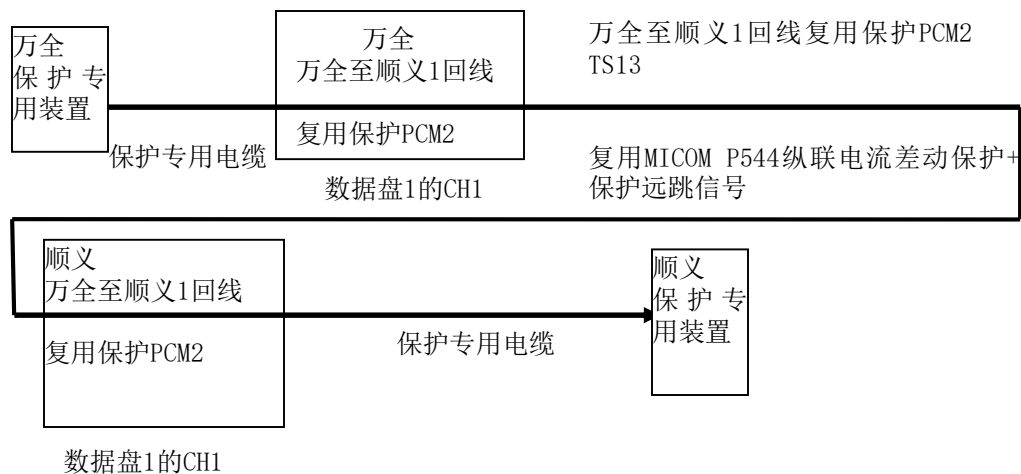 万全
保护专
用装置
万全
万全至顺义1回线
复用保护PCM2
数据盘1的CH1
保护专用电缆
万全至顺义1回线复用保护PCM2
TS13
复用MICOM P544纵联电流差动保护+
保护远跳信号
顺义
万全至顺义1回线
复用保护PCM2
数据盘1的CH1
保护专用电缆
顺义
保护专
用装置